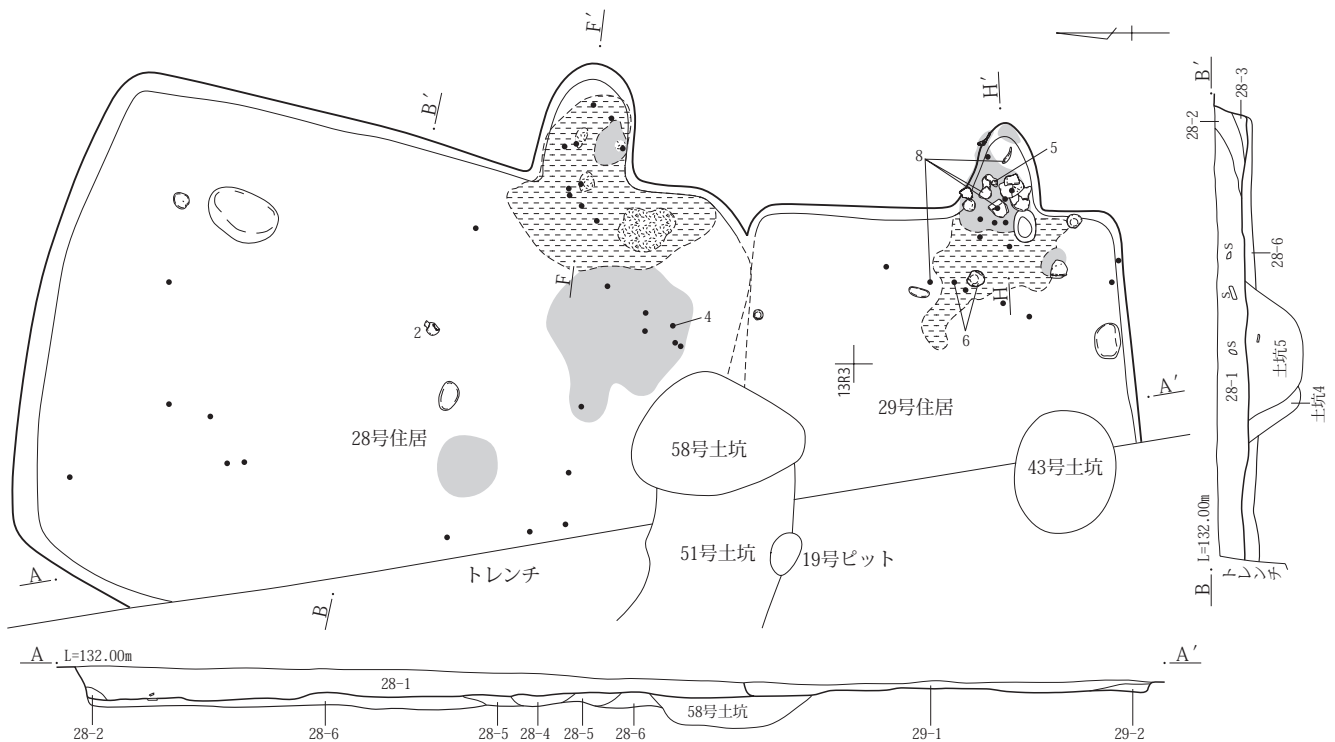 F′
B′
H′
8
5
2
F
4
H
6
13R3
28号住居
29号住居
A′
58号土坑
43号土坑
51号土坑
19号ピット
トレンチ
A
B
B′
28-3
28-2
28-6
S
S
S
28-1
土坑5
土坑4
L=132.00m
B
トレンチ
A
L=132.00m
A′
28-1
58号土坑
28-2
28-6
28-5
28-4
28-5
28-6
29-1
29-2